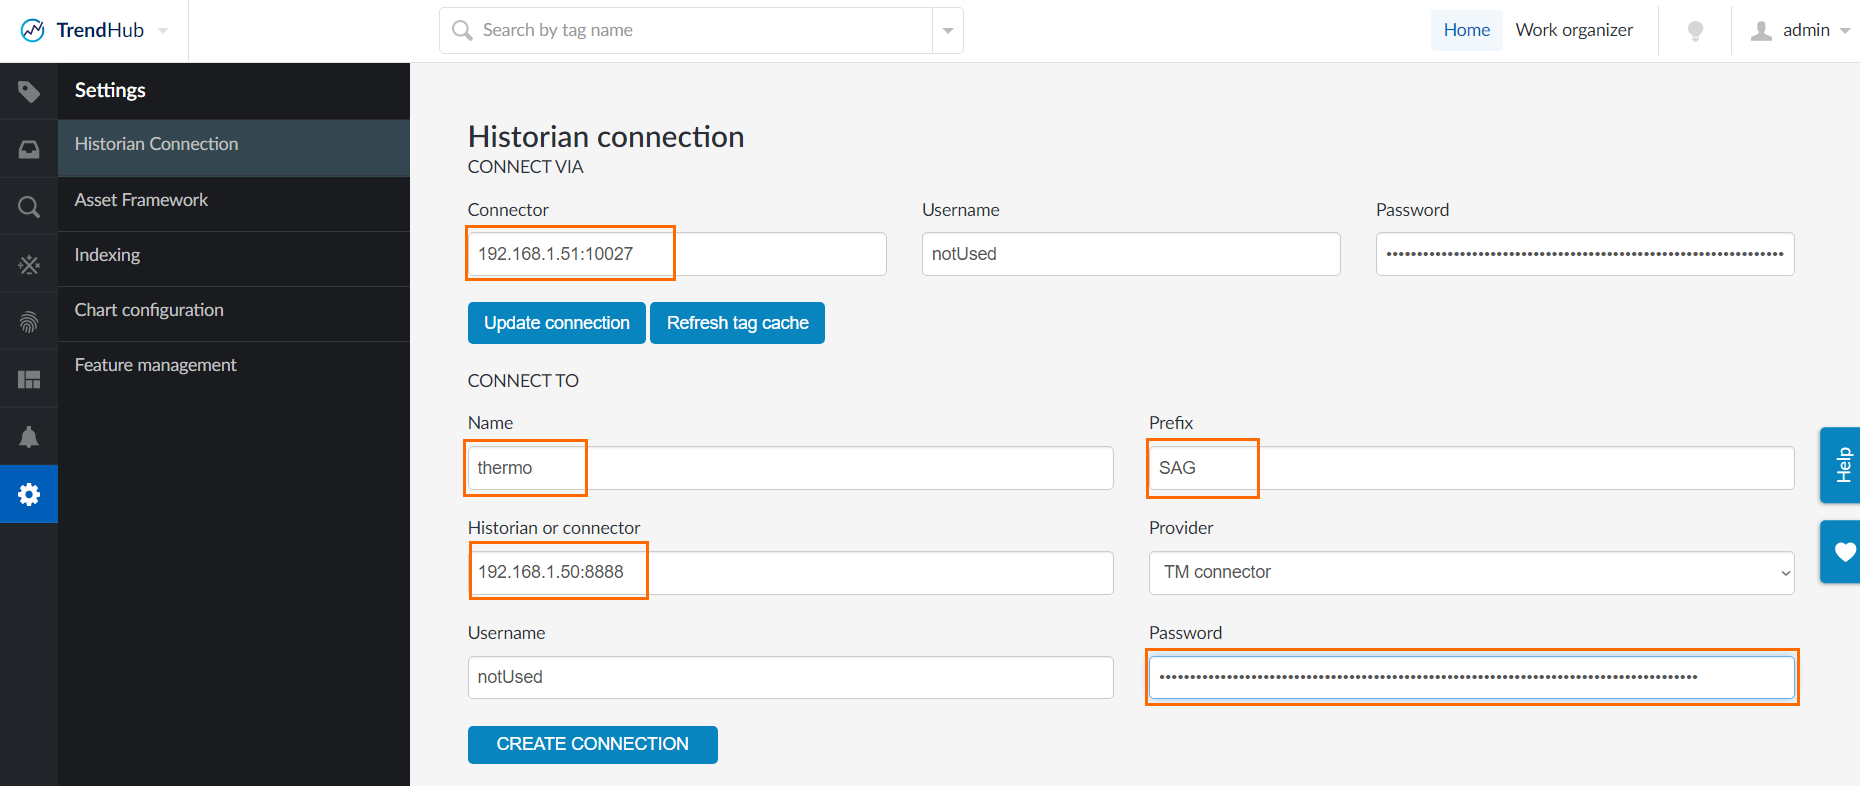 TrendHub
Search by tag name
Home
Work organizer
admin
Settings
Historian Connection
Asset Framework
Indexing
Chart configuration
Feature management
Historian connection
CONNECT VIA
Connector
Username
Password
192.168.1.51:10027
notUsed
Update connection
Refresh tag cache
CONNECT TO
Name
Prefix
thermo
SAG
Historian or connector
Provider
192.168.1.50:8888
TM connector
Username
Password
notUsed
CREATE CONNECTION
Help